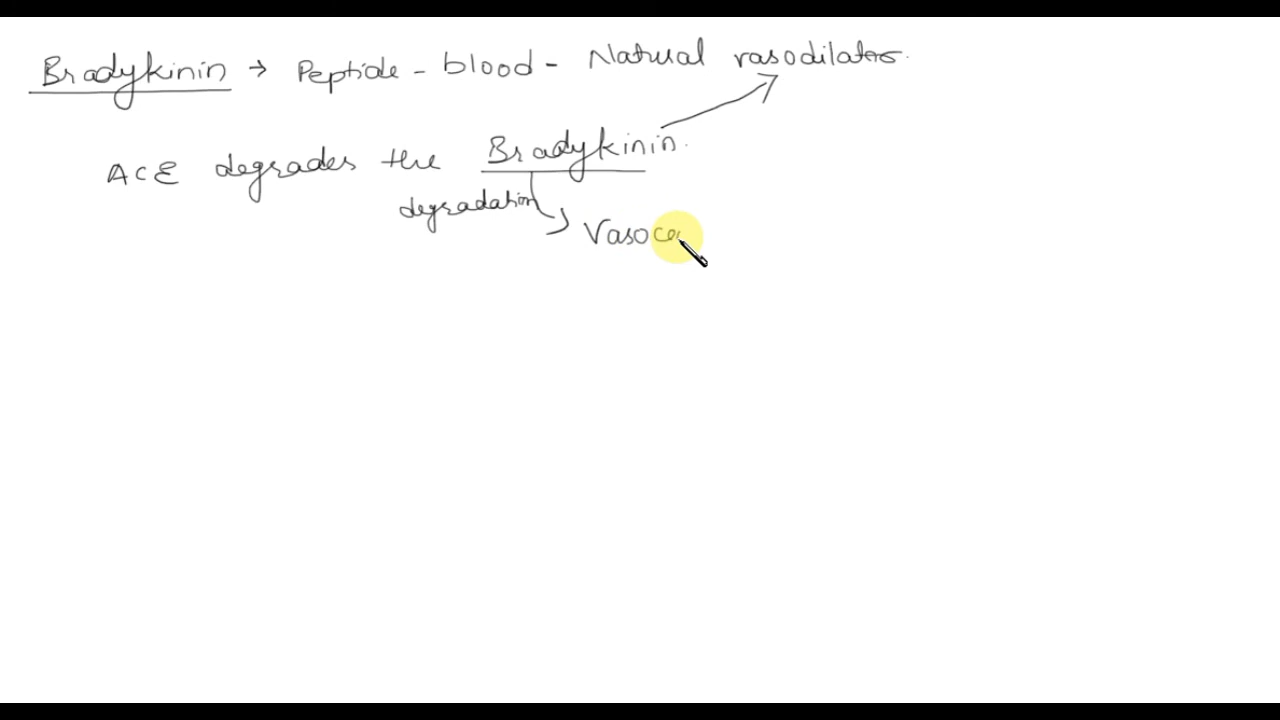 Bradykinin → Peptide - blood - Natural vasodilator.
ACE degrades the Bradykinin.
degradation
Vasoco